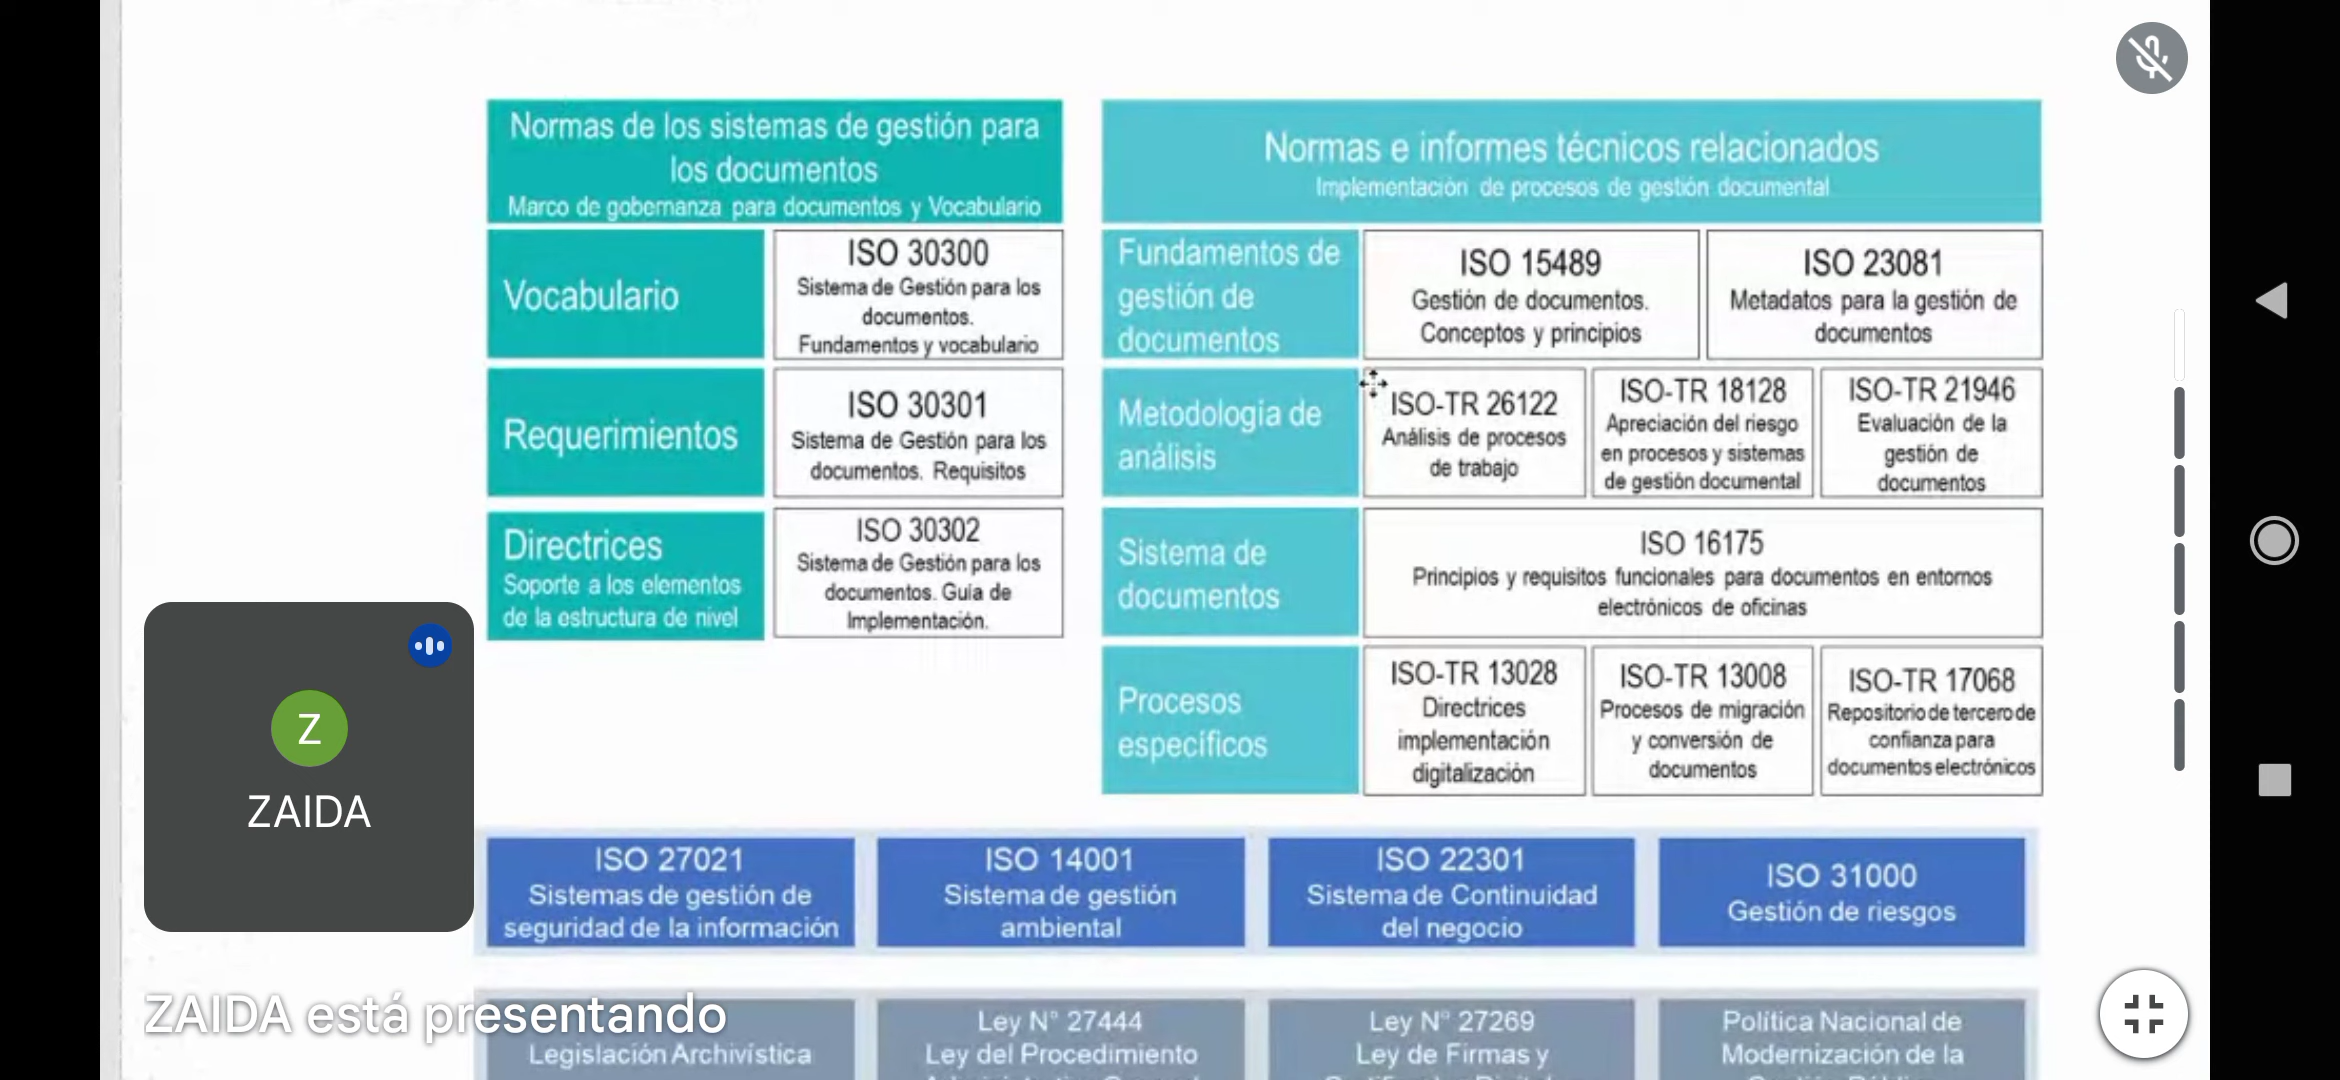 Normas de los sistemas de gestión para
los documentos
Marco de gobernanza para documentos y Vocabulario
Vocabulario
ISO 30300
Sistema de Gestión para los
documentos.
Fundamentos y vocabulario
Requerimientos
ISO 30301
Sistema de Gestión para los
documentos. Requisitos
Directrices
Soporte a los elementos
de la estructura de nivel
ISO 30302
Sistema de Gestión para los
documentos. Guía de
Implementación.
Normas e informes técnicos relacionados
Implementación de procesos de gestión documental
Fundamentos de
gestión de
documentos
ISO 15489
Gestión de documentos.
Conceptos y principios
ISO 23081
Metadatos para la gestión de
documentos
Metodología de
análisis
ISO-TR 26122
Análisis de procesos
de trabajo
ISO-TR 18128
Apreciación del riesgo
en procesos y sistemas
de gestión documental
ISO-TR 21946
Evaluación de la
gestión de
documentos
Sistema de
documentos
ISO 16175
Principios y requisitos funcionales para documentos en entornos
electrónicos de oficinas
Procesos
específicos
ISO-TR 13028
Directrices
implementación
digitalización
ISO-TR 13008
Procesos de migración
y conversión de
documentos
ISO-TR 17068
Repositorio de tercero de
confianza para
documentos electrónicos
ISO 27021
Sistemas de gestión de
seguridad de la información
ISO 14001
Sistema de gestión
ambiental
ISO 22301
Sistema de Continuidad
del negocio
ISO 31000
Gestión de riesgos
Legislación Archivística
Ley N° 27444
Ley del Procedimiento
Ley N° 27269
Ley de Firmas y
Política Nacional de
Modernización de la
Z
ZAIDA
ZAIDA está presentando